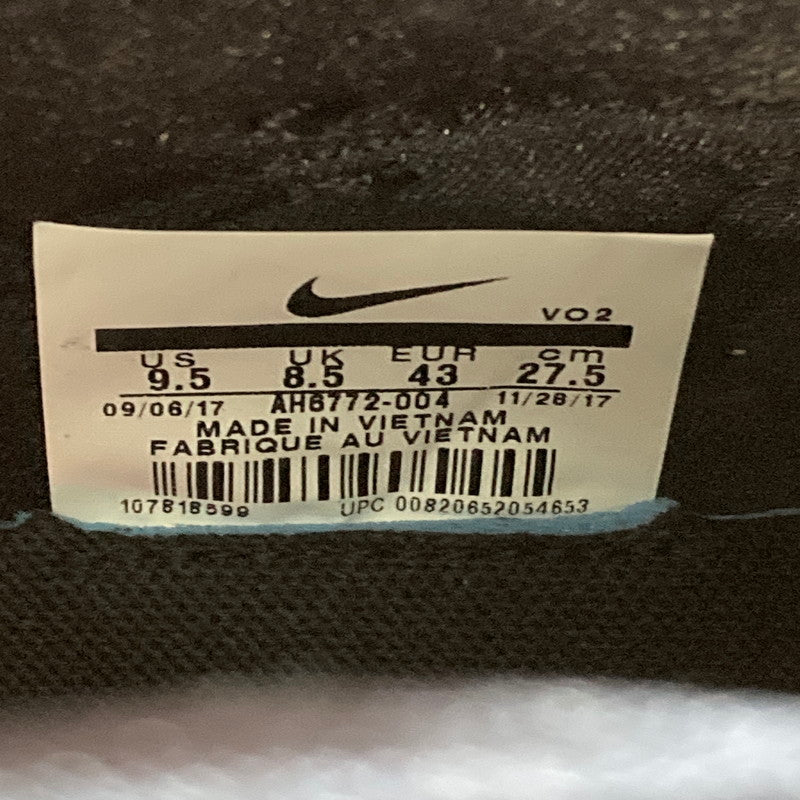 VO2
US UK EUR cm
9.5 8.5 43 27.5
09/06/17 AH6772-004 11/28/17
MADE IN VIETNAM
FABRIQUE AU VIETNAM
107818599 UPC 00820652054653